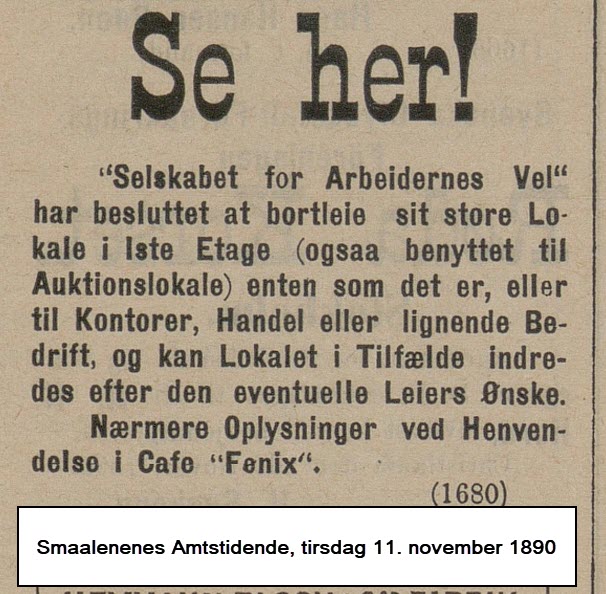 Se her!
"Selskabet for Arbeidernes Vel"
har besluttet at bortleie sit store Lo-
kale i 1ste Etage (ogsaa benyttet til
Auktionslokale) enten som det er, eller
til Kontorer, Handel eller lignende Be-
drift, og kan Lokalet i Tilfælde indre-
des efter den eventuelle Leiers Ønske.
Nærmere Oplysninger ved Henven-
delse i Cafe "Fønix".
(1680)
Smaalenenes Amtstidende, tirsdag 11. november 1890